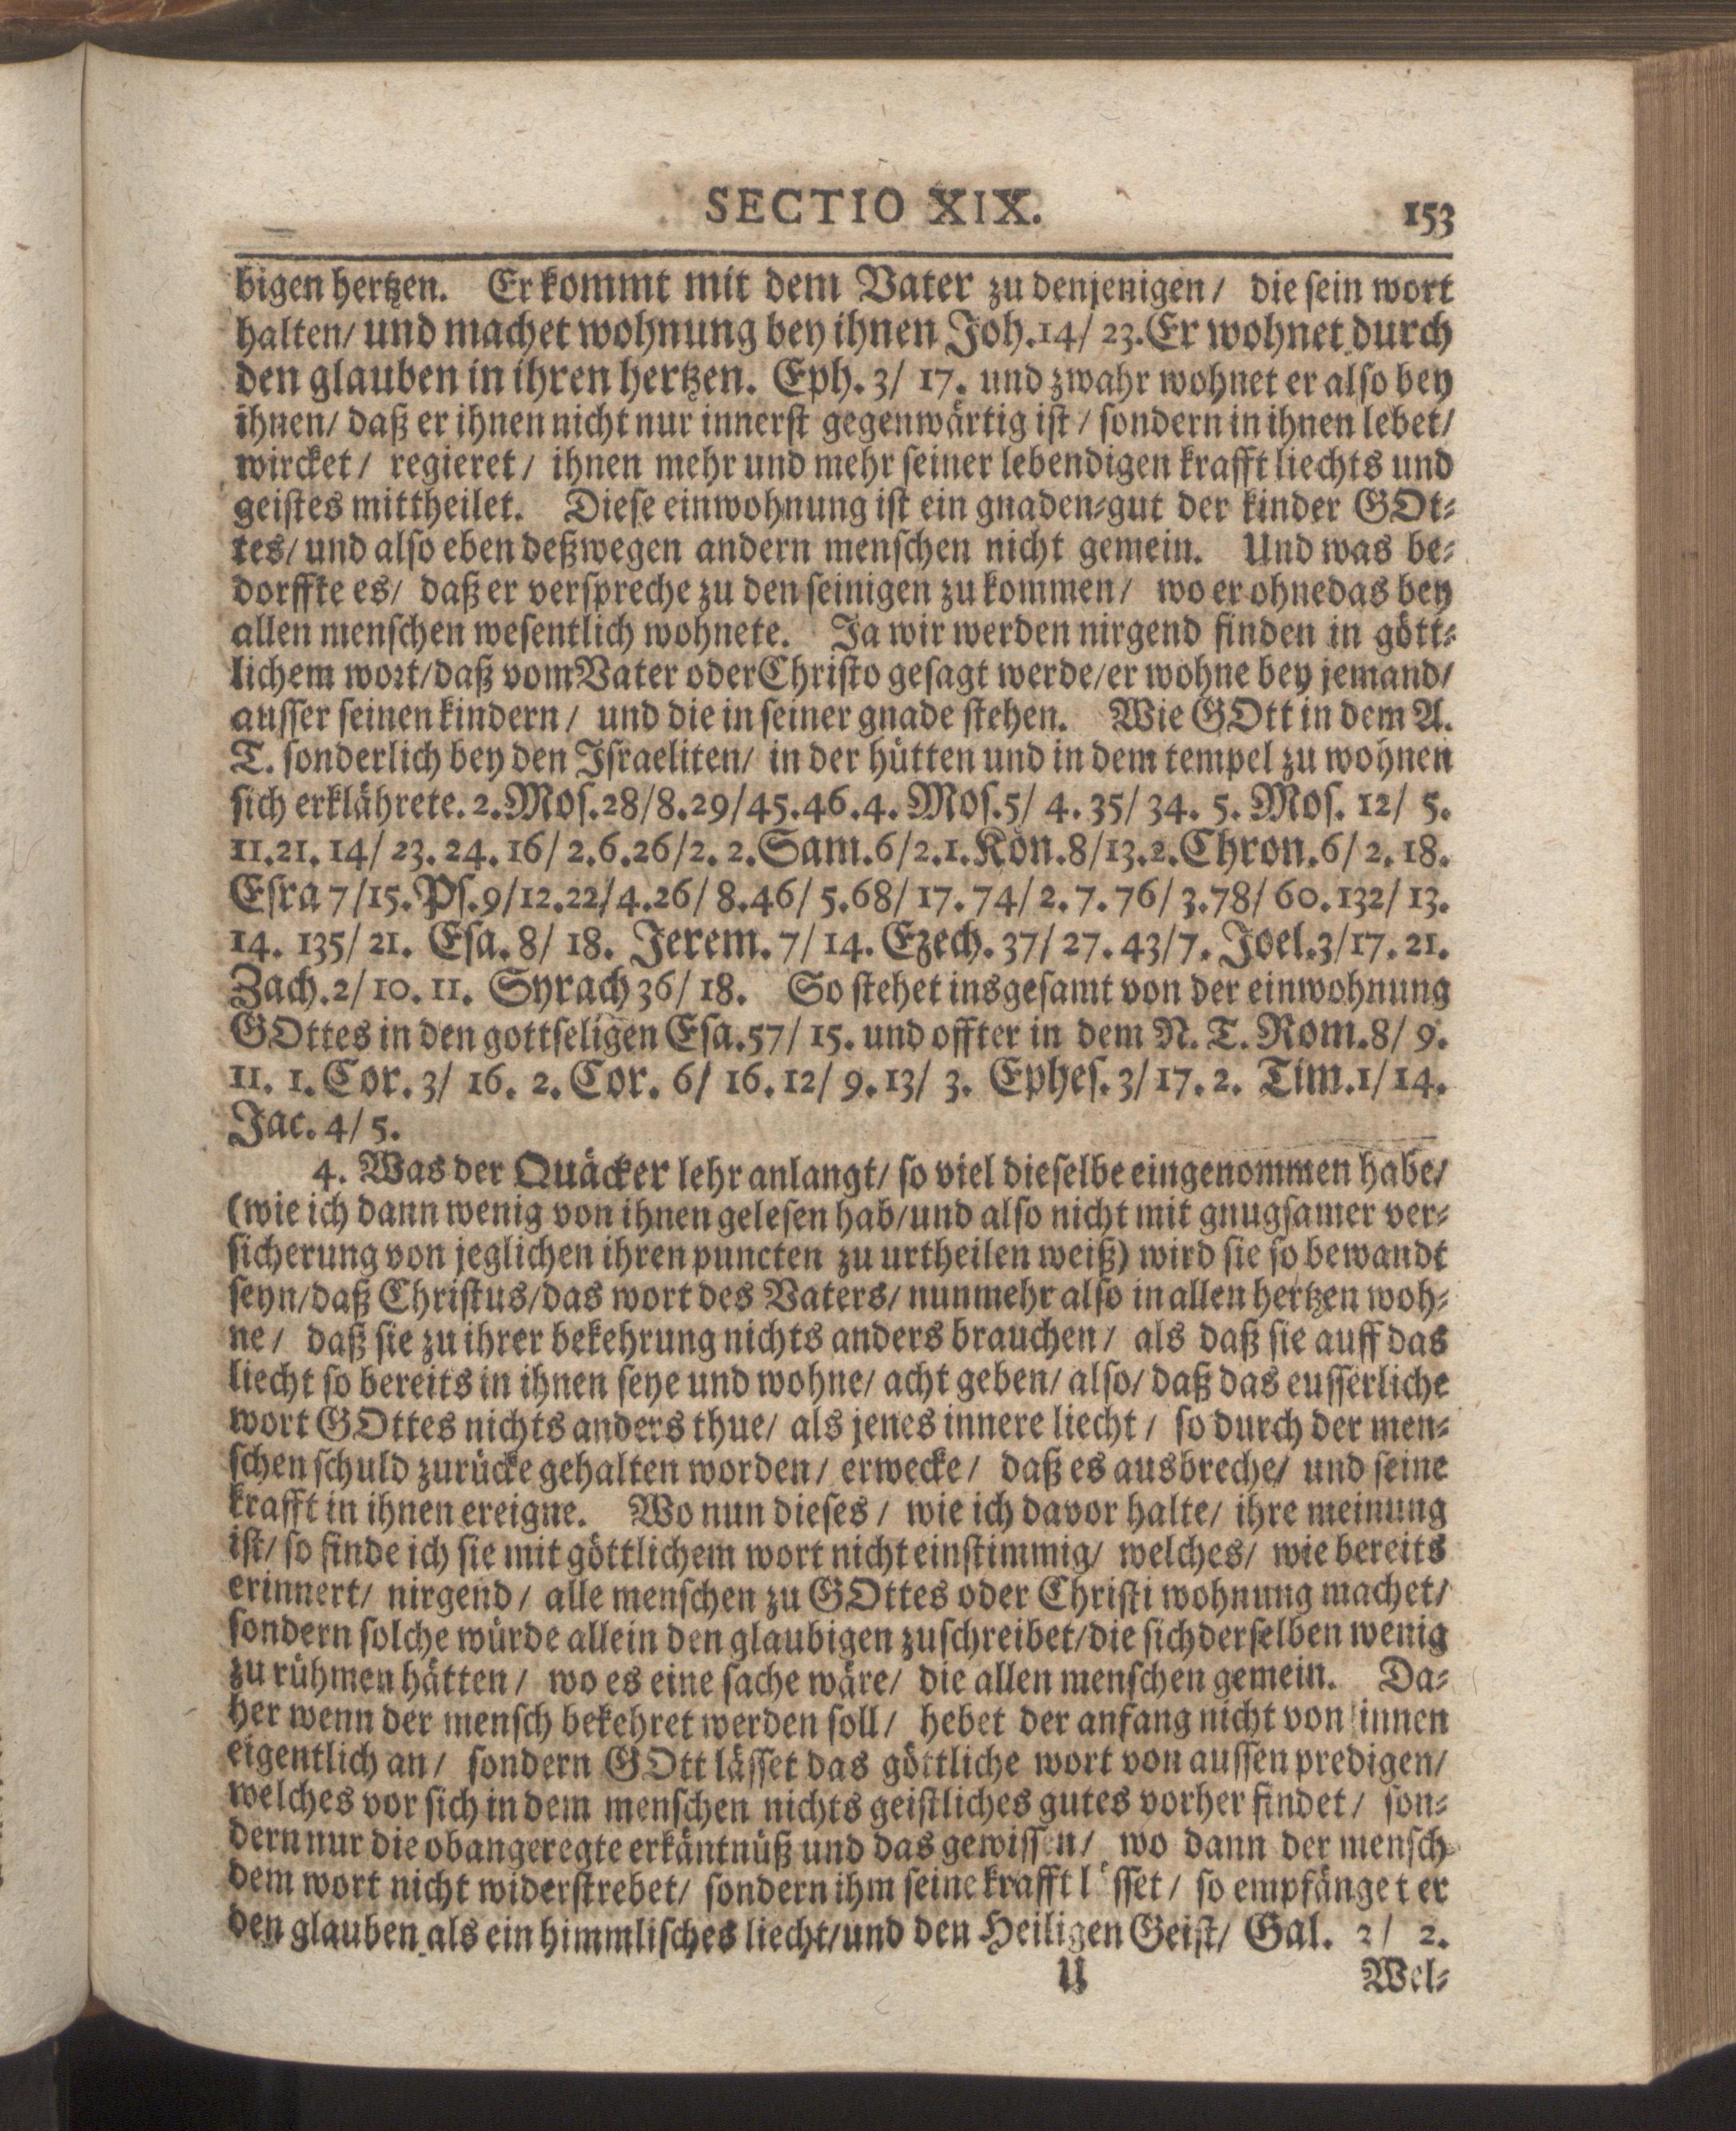 SECTIO XIX. 153
bigen hertzen. Er kommt mit dem Vater zu denjenigen / die sein wort
halten / und machet wohnung bey ihnen Joh. 14 / 23. Er wohnet durch
den glauben in ihren hertzen. Eph. 3 / 17. und zwahr wohnet er also bey
ihnen / daß er ihnen nicht nur innerst gegenwärtig ist / sondern in ihnen lebet /
wircket / regieret / ihnen mehr und mehr seiner lebendigen krafft liechts und
geistes mittheilet. Diese einwohnung ist ein gnaden-gut der kinder GOt-
tes / und also eben deßwegen andern menschen nicht gemein. Und was be-
dorffte es / daß er verspreche zu den seinigen zu kommen / wo er ohnedas bey
allen menschen wesentlich wohnete. Ja wir werden nirgend finden in gött-
lichem wort / daß vom Vater oder Christo gesagt werde / er wohne bey jemand /
ausser seinen kindern / und die in seiner gnade stehen. Wie GOtt in dem A.
T. sonderlich bey den Israeliten / in der hütten und in dem tempel zu wohnen
sich erklährete. 2. Mos. 28 / 8. 29 / 45. 46. 4. Mos. 5 / 4. 35 / 34. 5. Mos. 12 / 5.
11. 21. 14 / 23. 24. 16 / 2. 6. 26 / 2. 2. Sam. 6 / 2. 1. Kön. 8 / 13. 2. Chron. 6 / 2. 18.
Esra 7 / 15. Ps. 9 / 12. 22 / 4. 26 / 8. 46 / 5. 68 / 17. 74 / 2. 7. 76 / 3. 78 / 60. 132 / 13.
14. 135 / 21. Esa. 8 / 18. Jerem. 7 / 14. Ezech. 37 / 27. 43 / 7. Joel. 3 / 17. 21.
Zach. 2 / 10. 11. Syrach 36 / 18. So stehet insgesamt von der einwohnung
GOttes in den gottseligen Esa. 57 / 15. und offter in dem N. T. Rom. 8 / 9.
11. 1. Cor. 3 / 16. 2. Cor. 6 / 16. 12 / 9. 13 / 3. Ephes. 3 / 17. 2. Tim. 1 / 14.
Jac. 4 / 5.
4. Was der Quäcker lehr anlangt / so viel dieselbe eingenommen habe /
(wie ich dann wenig von ihnen gelesen hab / und also nicht mit gnugsamer ver-
sicherung von jeglichen ihren puncten zu urtheilen weiß) wird sie so bewandt
seyn / daß Christus / das wort des Vaters / nunmehr also in allen hertzen woh-
ne / daß sie zu ihrer bekehrung nichts anders brauchen / als daß sie auff das
liecht so bereits in ihnen seye und wohne / acht geben / also / daß das eusserliche
wort GOttes nichts anders thue / als jenes innere liecht / so durch der men-
schen schuld zurücke gehalten worden / erwecke / daß es ausbreche / und seine
krafft in ihnen ereigne. Wo nun dieses / wie ich davor halte / ihre meinung
ist / so finde ich sie mit göttlichem wort nicht einstimmig / welches / wie bereits
erinnert / nirgend / alle menschen zu GOttes oder Christi wohnung machet /
sondern solche würde allein den glaubigen zuschreibet / die sich derselben wenig
zu rühmen hätten / wo es eine sache wäre / die allen menschen gemein. Da-
her wenn der mensch bekehret werden soll / hebet der anfang nicht von innen
eigentlich an / sondern GOtt lässet das göttliche wort von aussen predigen /
welches vor sich in dem menschen nichts geistliches gutes vorher findet / son-
dern nur die obangeregte erkäntnüß und das gewissen / wo dann der mensch
dem wort nicht widerstrebet / sondern ihm seine krafft lässet / so empfänget er
den glauben als ein himmlisches liecht / und den Heiligen Geist / Gal. 3 / 2.
U Wel-